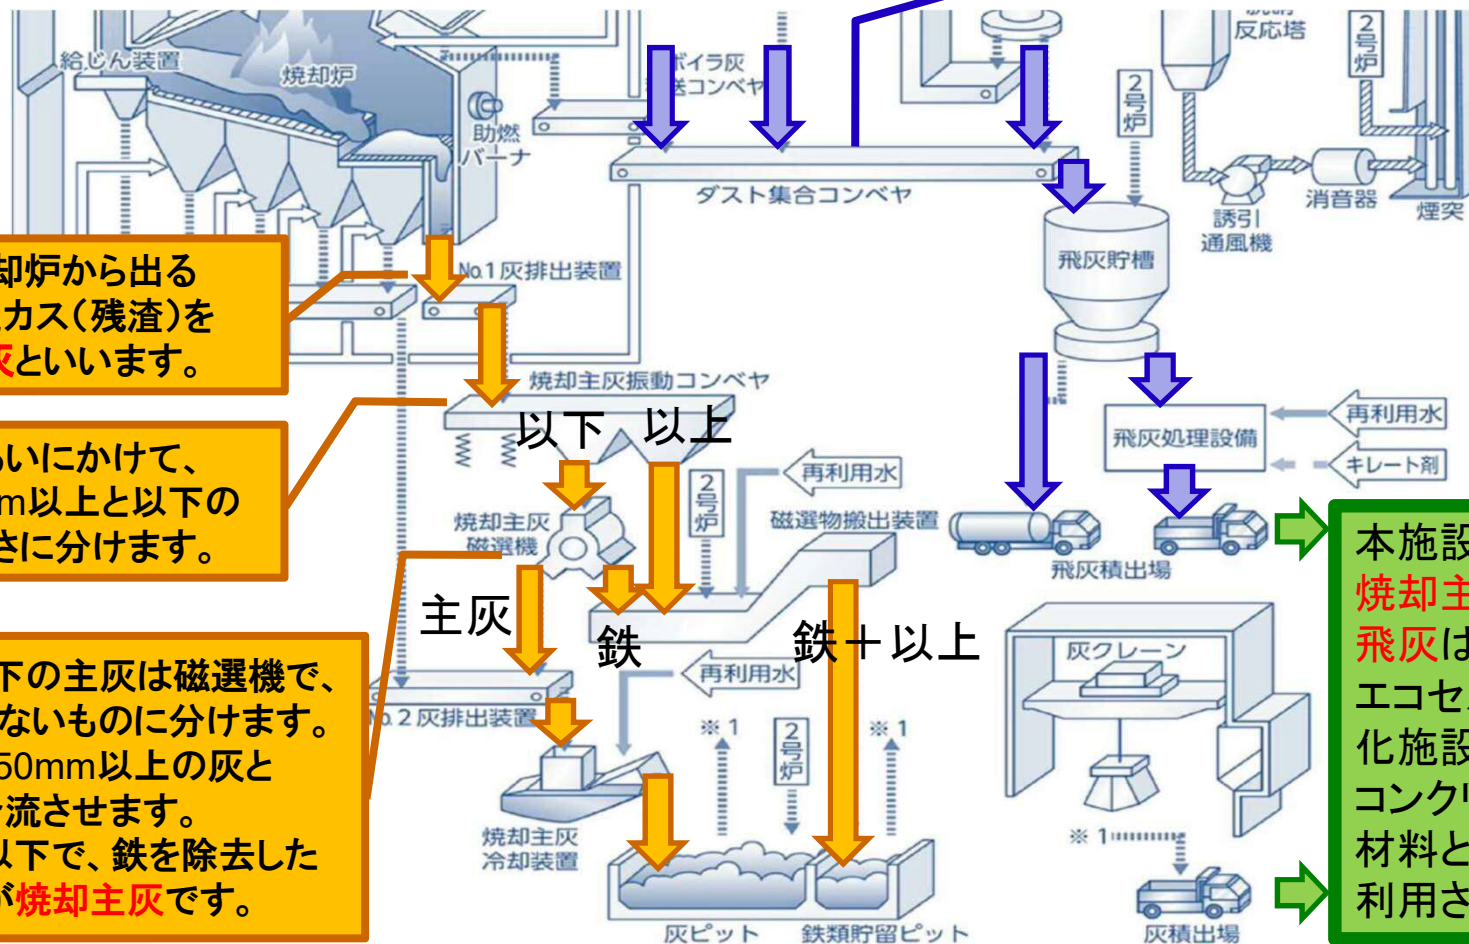 給じん装置
焼却炉
助燃
バーナ
ボイラ灰
送コンベヤ
2号炉
反応塔
2号炉
ダスト集合コンベヤ
誘引
通風機
消音器
煙突
飛灰貯槽
却炉から出る
カス（残渣）を
灰といいます。
No.1灰排出装置
焼却主灰振動コンベヤ
以下
以上
いにかけて、
m以上と以下の
さに分けます。
焼却主灰
磁選機
2号炉
再利用水
磁選物搬出装置
飛灰処理設備
再利用水
キレート剤
飛灰積出場
主灰
鉄
鉄＋以上
下の主灰は磁選機で、
ないものに分けます。
50mm以上の灰と
流させます。
以下で、鉄を除去した
が焼却主灰です。
No.2灰排出装置
再利用水
焼却主灰
冷却装置
※1
2号炉
※1
灰ピット
鉄類貯留ピット
灰クレーン
※1
灰積出場
本施設
焼却主
飛灰は
エコセ
化施設
コンクリ
材料と
利用さ